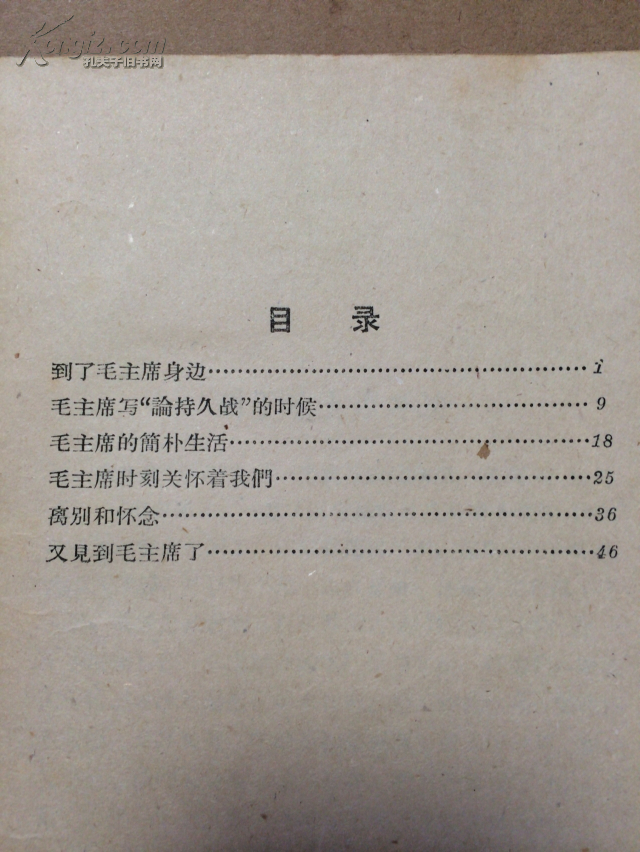 Kongfz.com
孔夫子旧书网
目 录
到了毛主席身边……………………………………1
毛主席写“論持久战”的时候…………………………9
毛主席的简朴生活…………………………………18
毛主席时刻关怀着我們……………………………25
离别和怀念…………………………………………36
又見到毛主席了……………………………………46